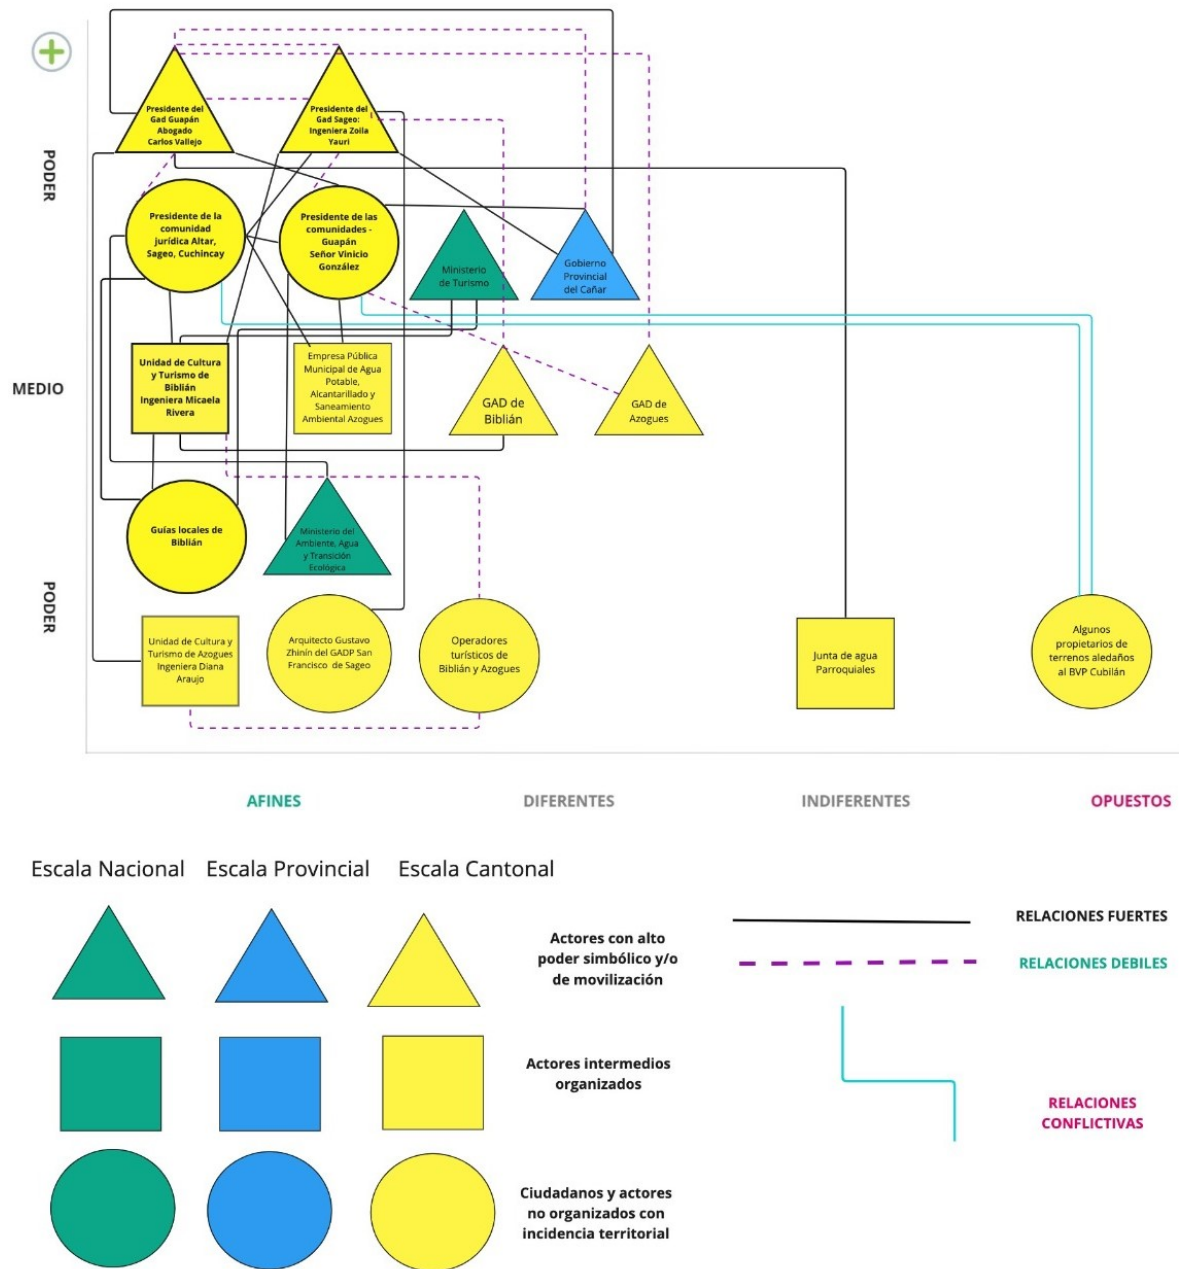 Presidente del
Gad Guapán
Abogado
Carlos Vallejo
Presidente del
Gad Sageo:
Ingeniera Zoila
Yauri
PODER
Presidente de la
comunidad
jurídica Altar,
Sageo, Cuchincay
Presidente de las
comunidades -
Guapán
Señor Vinicio
González
Ministerio
de Turismo
Gobierno
Provincial
del Cañar
MEDIO
Unidad de Cultura
y Turismo de
Biblián
Ingeniera Micaela
Rivera
Empresa Pública
Municipal de Agua
Potable,
Alcantarillado y
Saneamiento
Ambiental Azogues
GAD de
Biblián
GAD de
Azogues
Guías locales de
Biblián
Ministerio del
Ambiente, Agua
y Transición
Ecológica
PODER
Unidad de Cultura y
Turismo de Azogues
Ingeniera Diana
Araujo
Arquitecto Gustavo
Zhinín del GADP San
Francisco de Sageo
Operadores
turísticos de
Biblián y Azogues
Junta de agua
Parroquiales
Algunos
propietarios de
terrenos aledaños
al BVP Cubilán
AFINES
DIFERENTES
INDIFERENTES
OPUESTOS
Escala Nacional
Escala Provincial
Escala Cantonal
Actores con alto
poder simbólico y/o
de movilización
Actores intermedios
organizados
Ciudadanos y actores
no organizados con
incidencia territorial
RELACIONES FUERTES
RELACIONES DEBILES
RELACIONES
CONFLICTIVAS